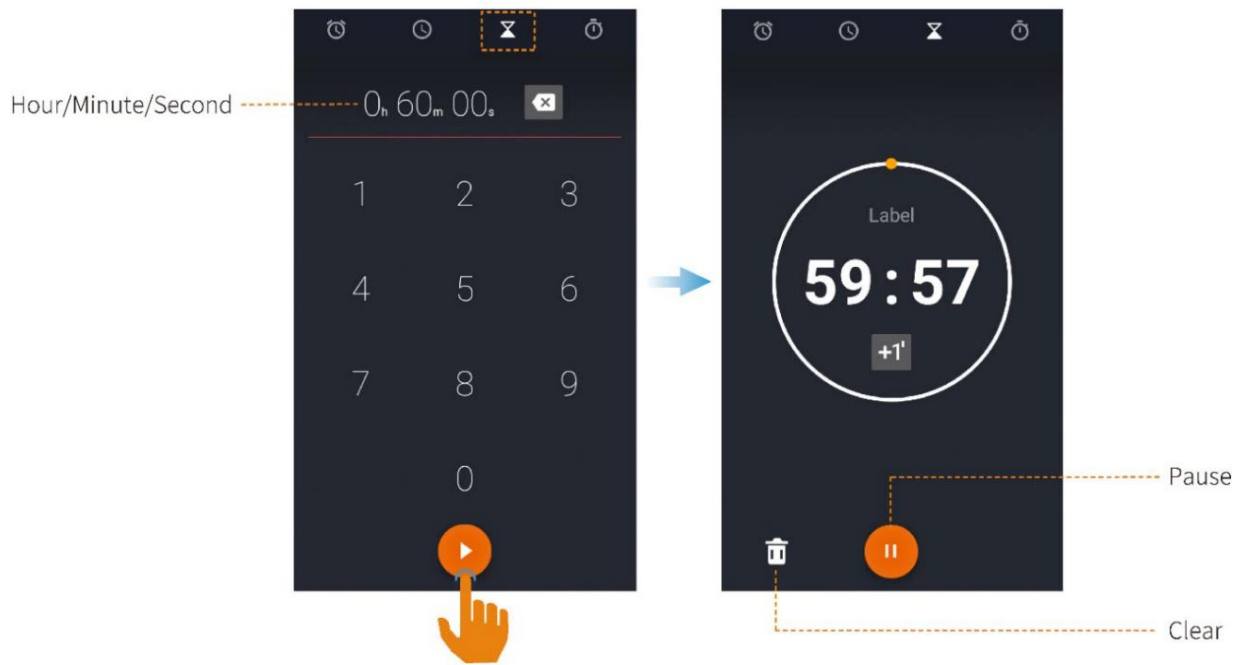 Hour/Minute/Second
0h 60m 00s
1 2 3
4 5 6
7 8 9
0
Label
59:57
+1'
Pause
Clear